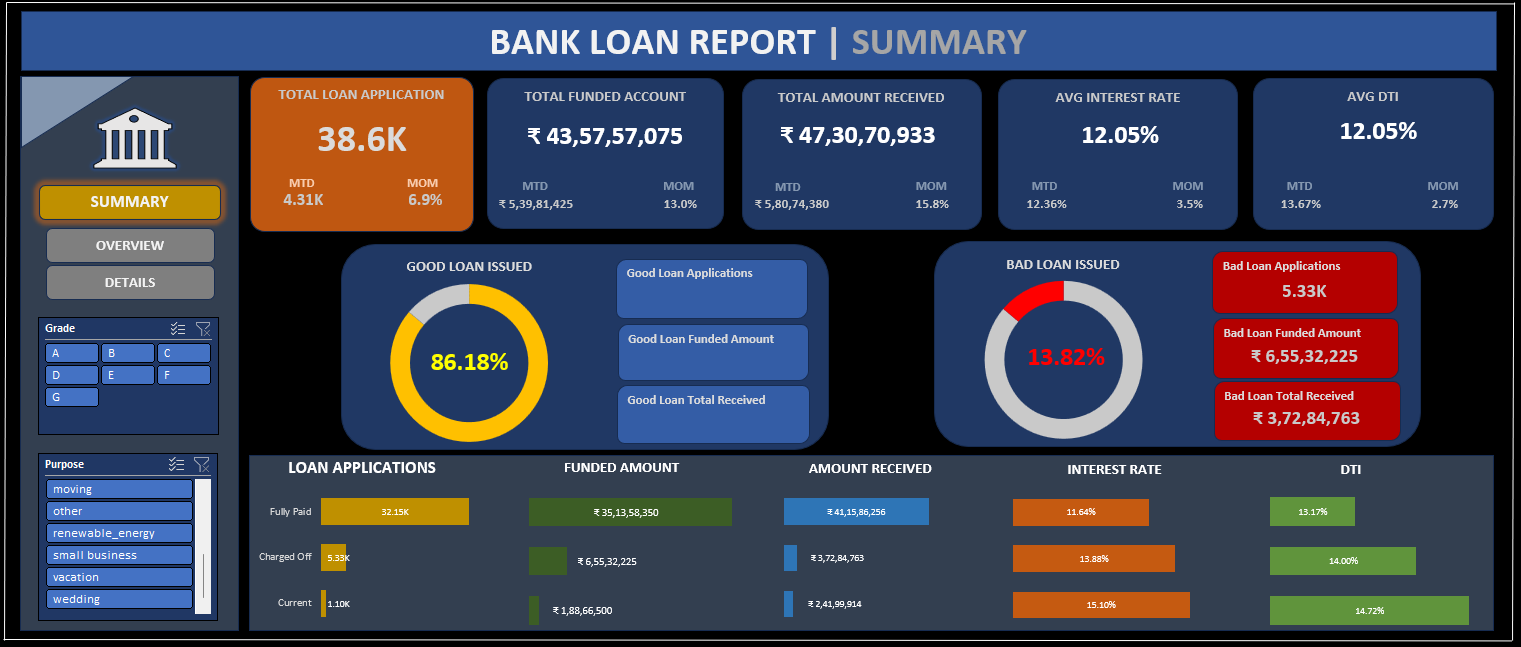 BANK LOAN REPORT | SUMMARY
SUMMARY
OVERVIEW
DETAILS
Grade
A B C
D E F
G
Purpose
moving
other
renewable_energy
small business
vacation
wedding
TOTAL LOAN APPLICATION
38.6K
MTD MOM
4.31K 6.9%
TOTAL FUNDED ACCOUNT
₹ 43,57,57,075
MTD MOM
₹ 5,39,81,425 13.0%
TOTAL AMOUNT RECEIVED
₹ 47,30,70,933
MTD MOM
₹ 5,80,74,380 15.8%
AVG INTEREST RATE
12.05%
MTD MOM
12.36% 3.5%
AVG DTI
12.05%
MTD MOM
13.67% 2.7%
GOOD LOAN ISSUED
86.18%
Good Loan Applications
Good Loan Funded Amount
Good Loan Total Received
BAD LOAN ISSUED
13.82%
Bad Loan Applications
5.33K
Bad Loan Funded Amount
₹ 6,55,32,225
Bad Loan Total Received
₹ 3,72,84,763
LOAN APPLICATIONS FUNDED AMOUNT AMOUNT RECEIVED INTEREST RATE DTI
Fully Paid 32.15K ₹ 35,13,58,350 ₹ 41,15,86,256 11.64% 13.17%
Charged Off 5.33K ₹ 6,55,32,225 ₹ 3,72,84,763 13.88% 14.00%
Current 1.10K ₹ 1,88,66,500 ₹ 2,41,99,914 15.10% 14.72%